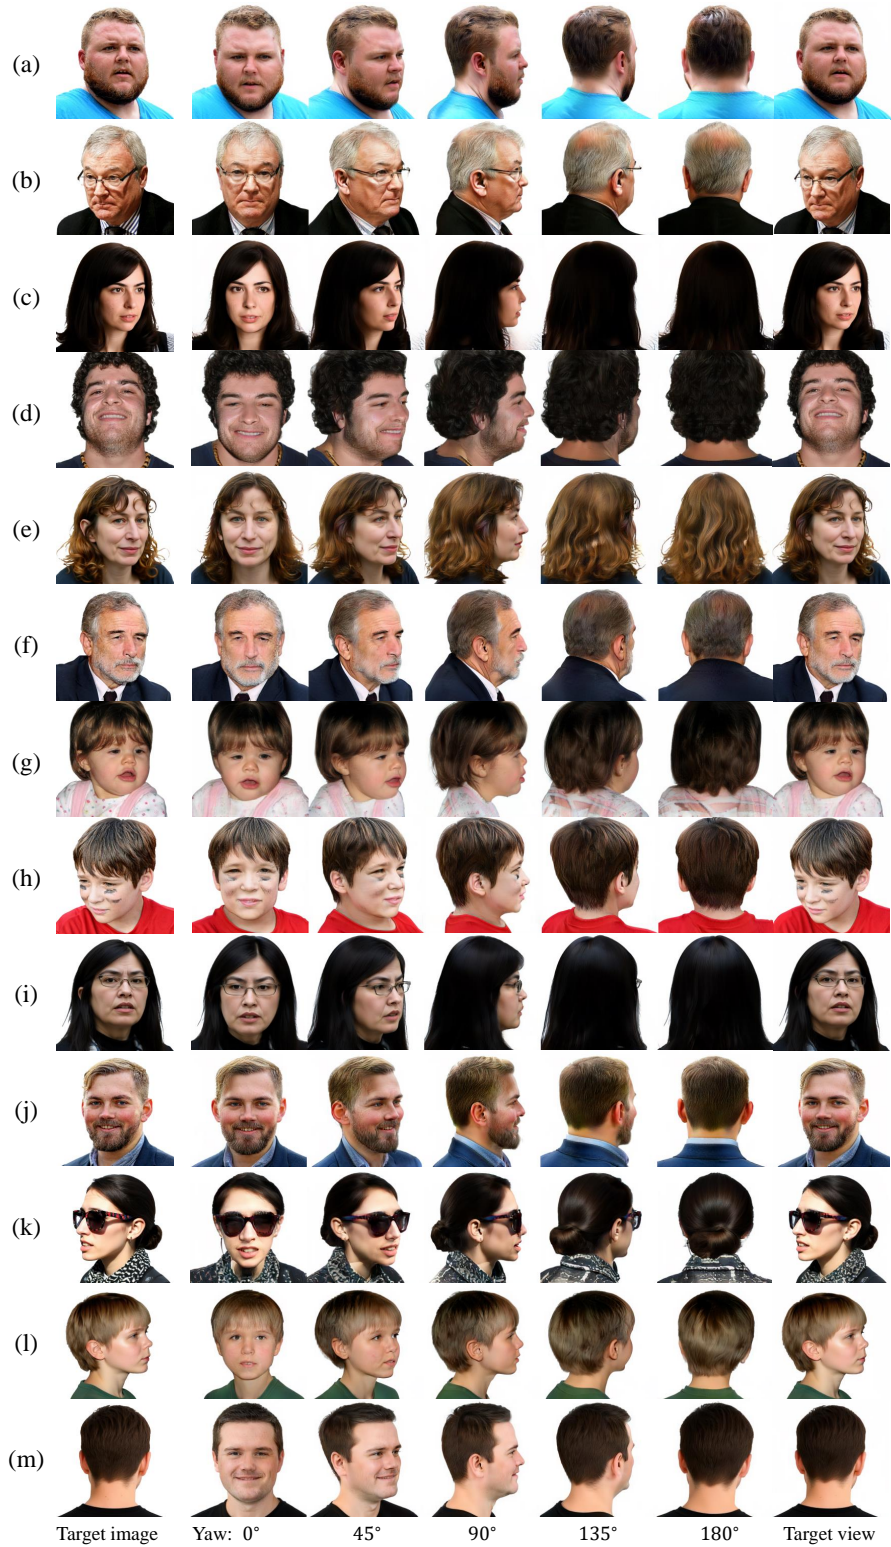 (a)
(b)
(c)
(d)
(e)
(f)
(g)
(h)
(i)
(j)
(k)
(l)
(m)
Target image Yaw: 0° 45° 90° 135° 180° Target view